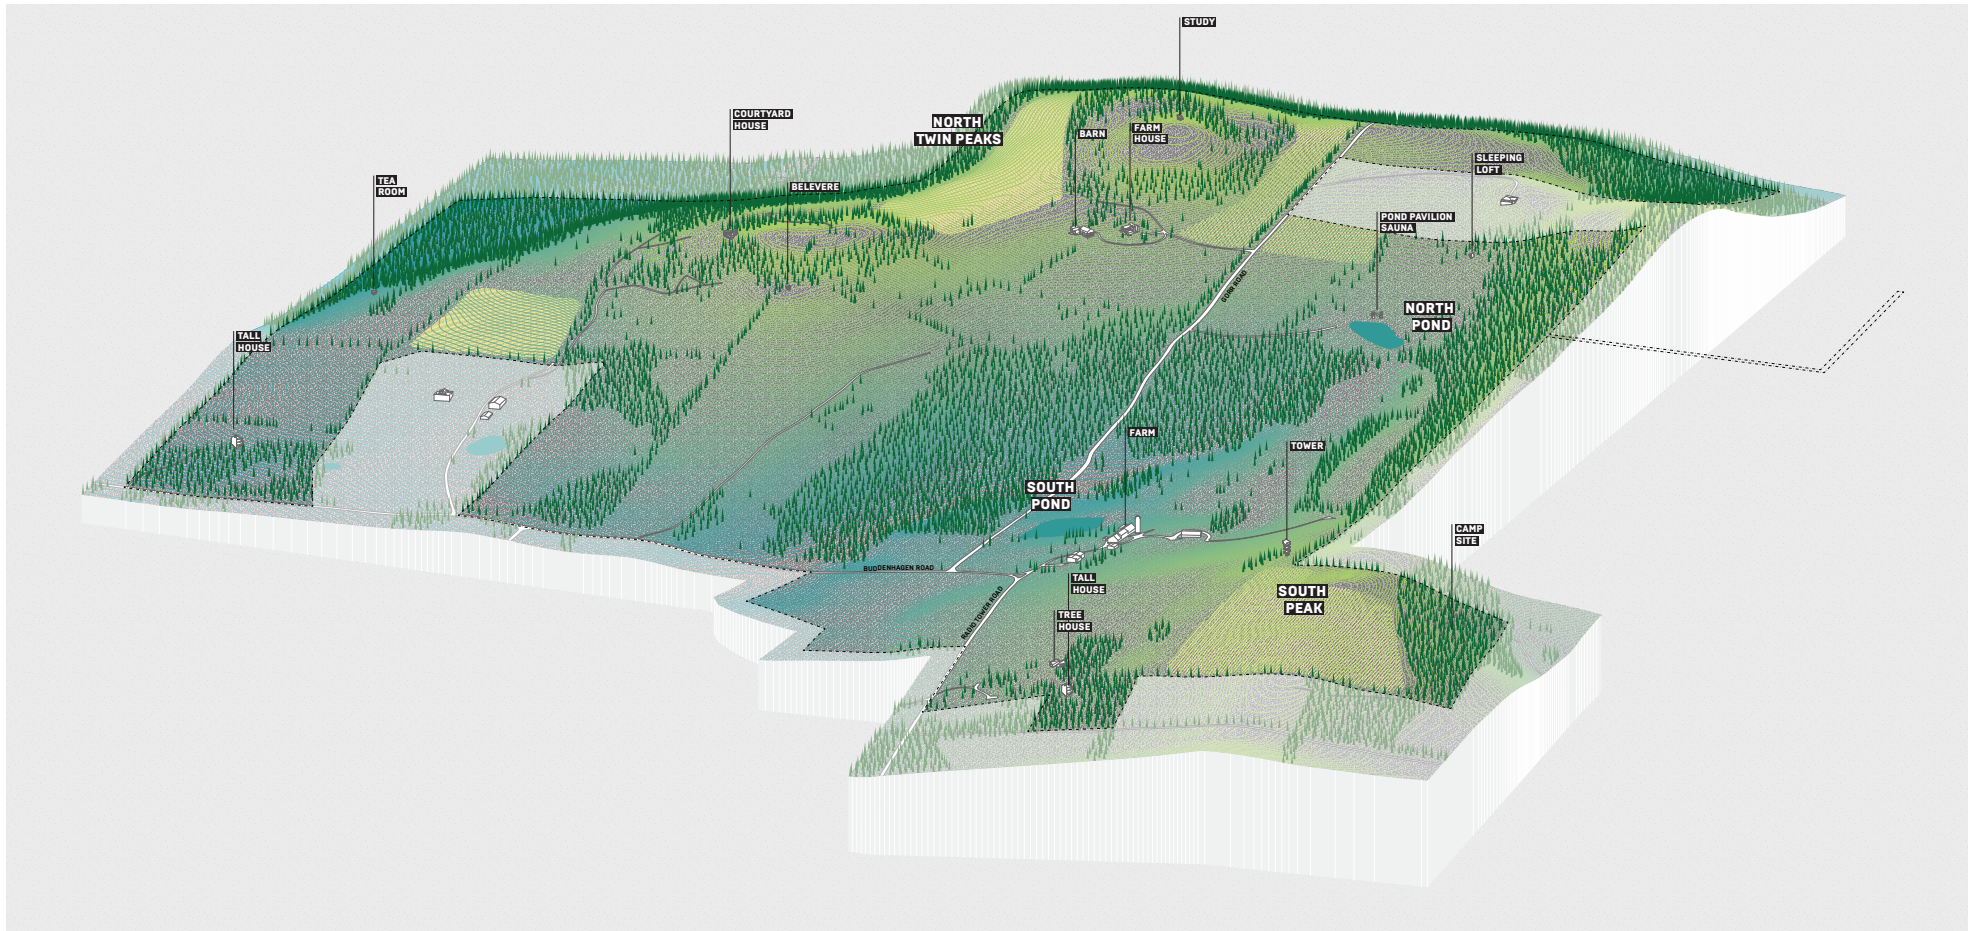 STUDY
COURTYARD
HOUSE
NORTH
TWIN PEAKS
BARN
FARM
HOUSE
SLEEPING
LOFT
TEA
ROOM
BELEVERE
POND PAVILION
SAUNA
GORR ROAD
NORTH
POND
TALL
HOUSE
FARM
TOWER
SOUTH
POND
CAMP
SITE
BUDDENHAGEN ROAD
TALL
HOUSE
RADIO TOWER ROAD
SOUTH
PEAK
TREE
HOUSE